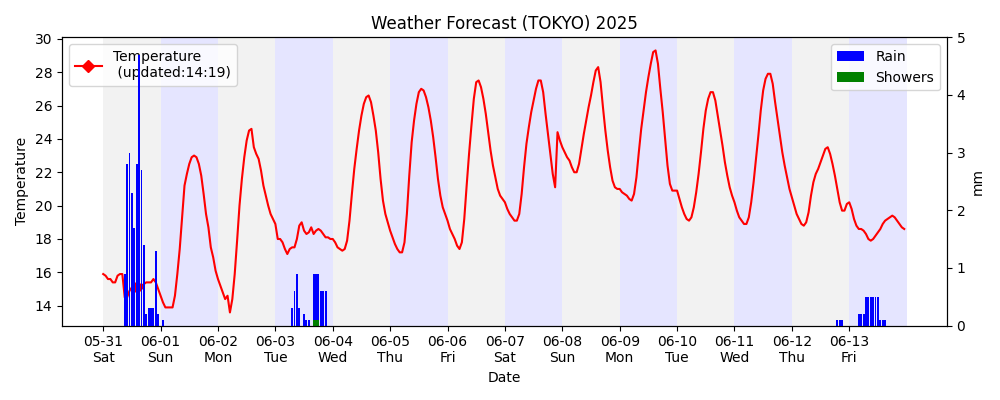 Weather Forecast (TOKYO) 2025
Temperature
(updated:14:19)
Rain
Showers
30
28
26
24
22
20
18
16
14
Temperature
5
4
3
2
1
0
mm
05-31 06-01 06-02 06-03 06-04 06-05 06-06 06-07 06-08 06-09 06-10 06-11 06-12 06-13
Sat Sun Mon Tue Wed Thu Fri Sat Sun Mon Tue Wed Thu Fri
Date